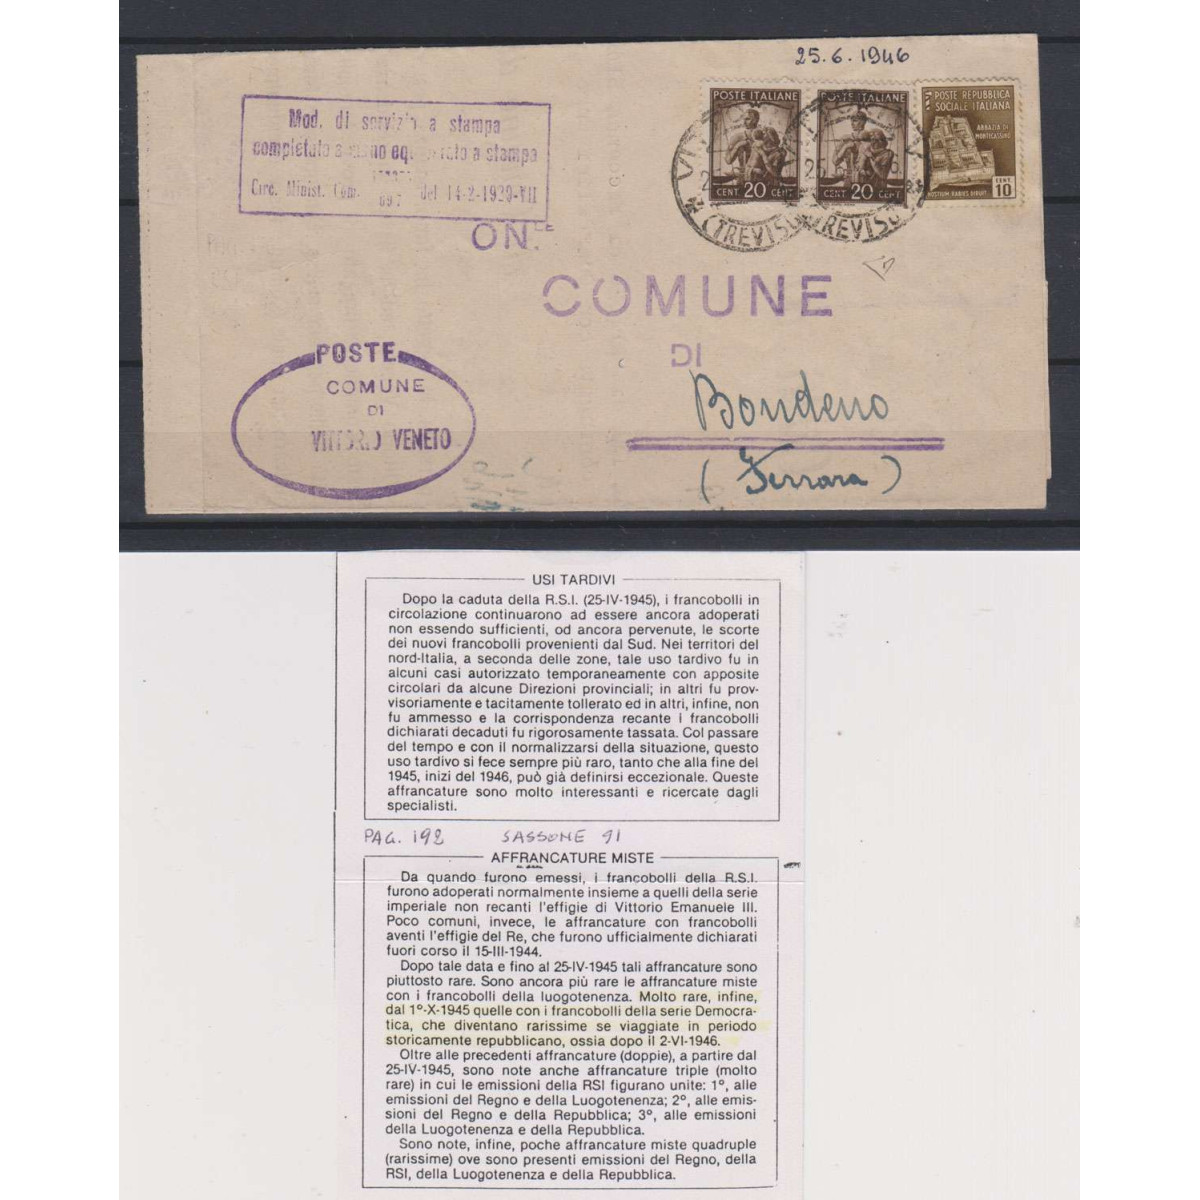 25.6.1946
Mod. di servizio a stampa
completato a mano equiparato a stampa
Circ. Minist. Com. del 14-2-1929-VII
POSTE ITALIANE
CENT 20 CENT
POSTE ITALIANE
CENT 20 CENT
POSTE REPUBBLICA
SOCIALE ITALIANA
ABBAZIA DI
MONTECASSINO
CENT.
10
HOSTIUM RABIES DIRUIT
(TREVISO)
ON.LE
COMUNE
DI
Bondeno
(Ferrara)
POSTE
COMUNE
DI
VITTORIO VENETO
USI TARDIVI
Dopo la caduta della R.S.I. (25-IV-1945), i francobolli in
circolazione continuarono ad essere ancora adoperati
non essendo sufficienti, od ancora pervenute, le scorte
dei nuovi francobolli provenienti dal Sud. Nei territori del
nord-Italia, a seconda delle zone, tale uso tardivo fu in
alcuni casi autorizzato temporaneamente con apposite
circolari da alcune Direzioni provinciali; in altri fu prov-
visoriamente e tacitamente tollerato ed in altri, infine, non
fu ammesso e la corrispondenza recante i francobolli
dichiarati decaduti fu rigorosamente tassata. Col passare
del tempo e con il normalizzarsi della situazione, questo
uso tardivo si fece sempre più raro, tanto che alla fine del
1945, inizi del 1946, può già definirsi eccezionale. Queste
affrancature sono molto interessanti e ricercate dagli
specialisti.
PAG. 192 SASSONE 91
AFFRANCATURE MISTE
Da quando furono emessi, i francobolli della R.S.I.
furono adoperati normalmente insieme a quelli della serie
imperiale non recanti l'effigie di Vittorio Emanuele III.
Poco comuni, invece, le affrancature con francobolli
aventi l'effigie del Re, che furono ufficialmente dichiarati
fuori corso il 15-III-1944.
Dopo tale data e fino al 25-IV-1945 tali affrancature sono
piuttosto rare. Sono ancora più rare le affrancature miste
con i francobolli della luogotenenza. Molto rare, infine,
dal 1°-X-1945 quelle con i francobolli della serie Democra-
tica, che diventano rarissime se viaggiate in periodo
storicamente repubblicano, ossia dopo il 2-VI-1946.
Oltre alle precedenti affrancature (doppie), a partire dal
25-IV-1945, sono note anche affrancature triple (molto
rare) in cui le emissioni della RSI figurano unite: 1°, alle
emissioni del Regno e della Luogotenenza; 2°, alle emis-
sioni del Regno e della Repubblica; 3°, alle emissioni
della Luogotenenza e della Repubblica.
Sono note, infine, poche affrancature miste quadruple
(rarissime) ove sono presenti emissioni del Regno, della
RSI, della Luogotenenza e della Repubblica.